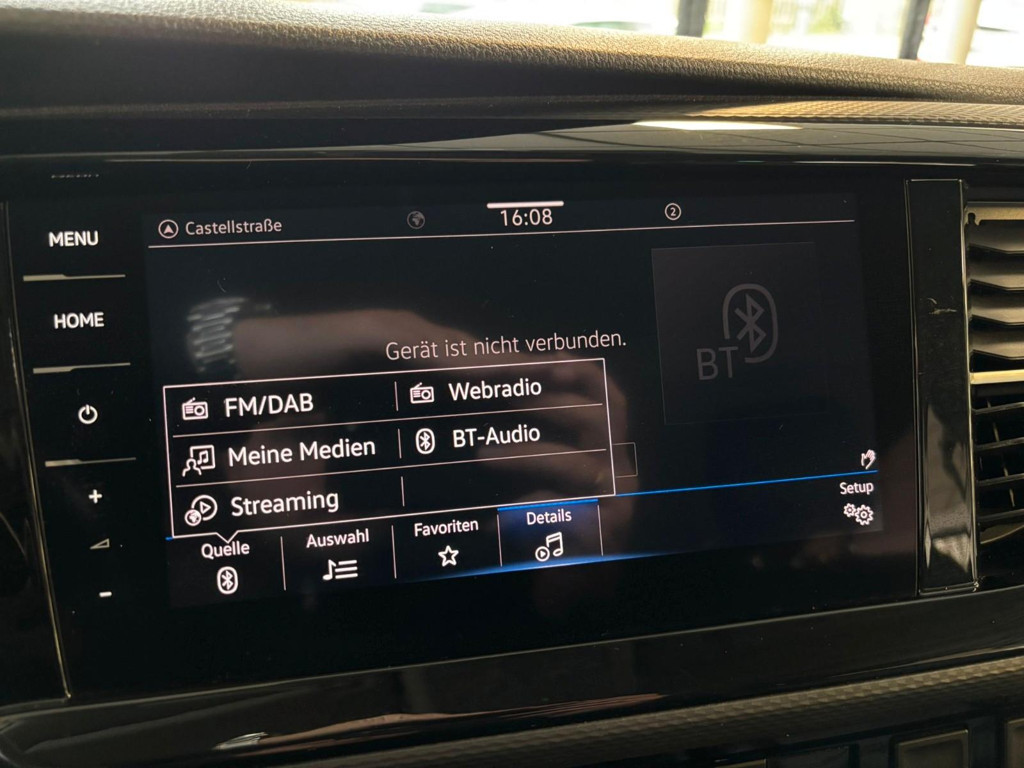 MENU
HOME
Castellstraße
16:08
2
Gerät ist nicht verbunden.
BT
FM/DAB
Webradio
Meine Medien
BT-Audio
Streaming
Quelle
Auswahl
Favoriten
Details
Setup
+
-